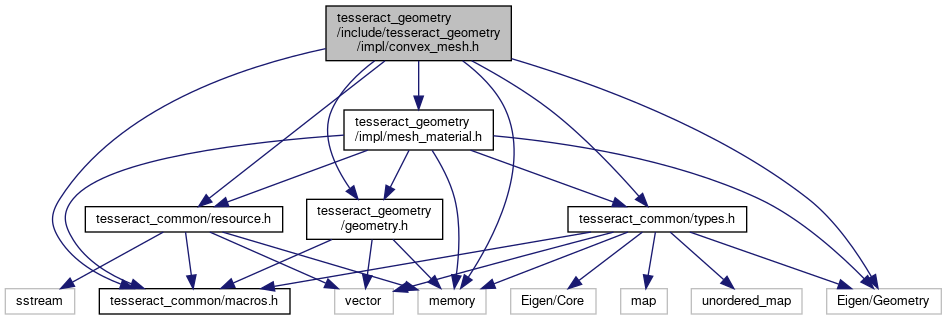 tesseract_geometry
/include/tesseract_geometry
/impl/convex_mesh.h
tesseract_geometry
/impl/mesh_material.h
tesseract_common/resource.h
tesseract_geometry
/geometry.h
tesseract_common/types.h
sstream
tesseract_common/macros.h
vector
memory
Eigen/Core
map
unordered_map
Eigen/Geometry